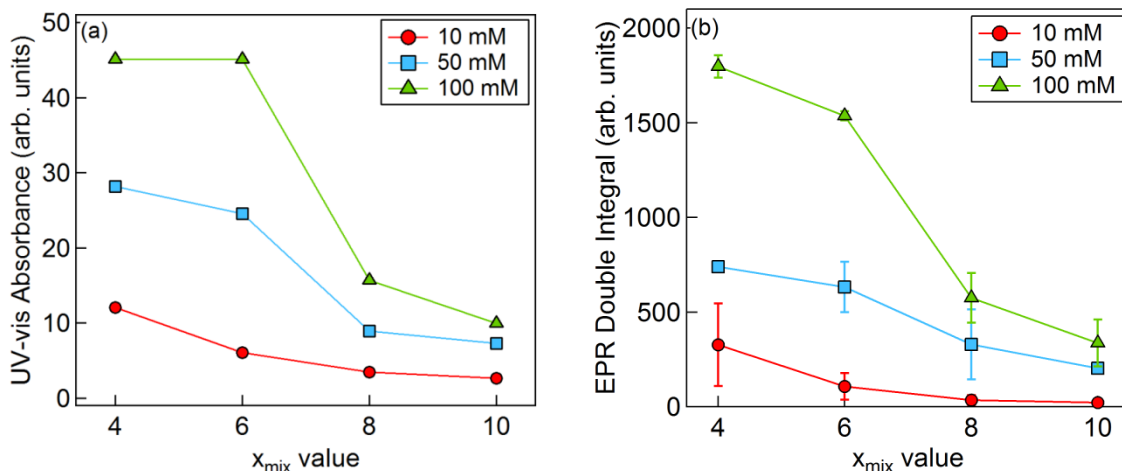 (a)
10 mM
50 mM
100 mM
50
40
30
20
10
0
UV-vis Absorbance (arb. units)
4 6 8 10
x_mix value
(b)
10 mM
50 mM
100 mM
2000
1500
1000
500
0
EPR Double Integral (arb. units)
4 6 8 10
x_mix value